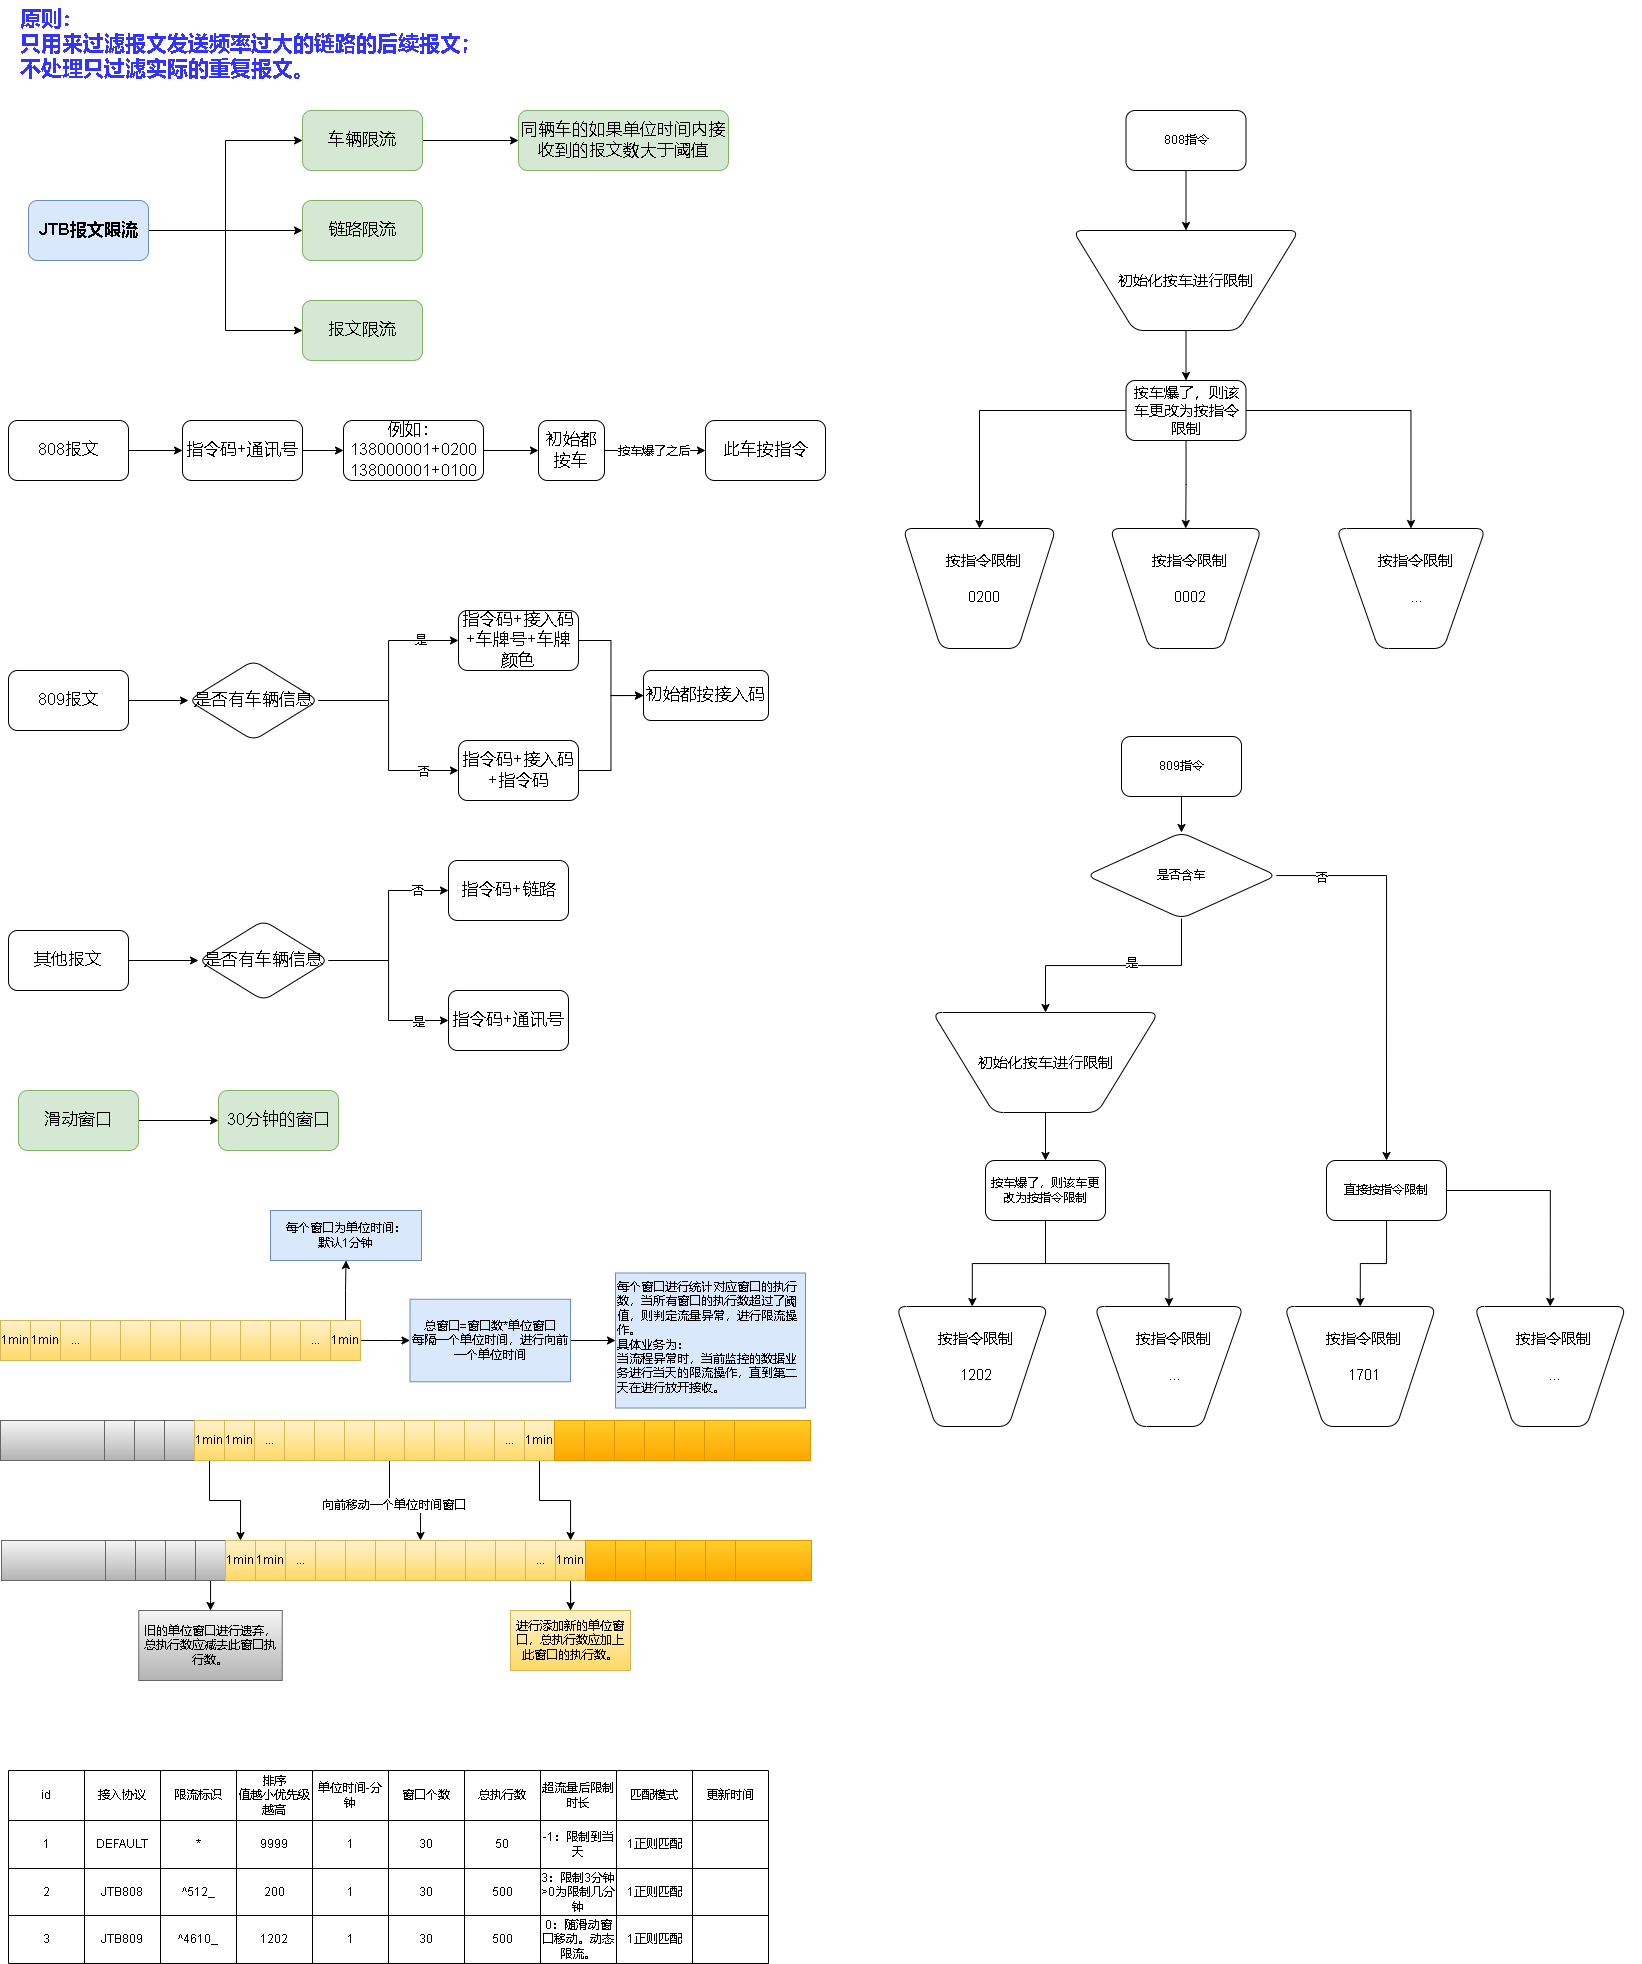 原则：
只用来过滤报文发送频率过大的链路的后续报文；
不处理只过滤实际的重复报文。
JTB报文限流
车辆限流
同辆车的如果单位时间内接
收到的报文数大于阈值
链路限流
报文限流
808报文
指令码+通讯号
例如：
138000001+0200
138000001+0100
初始都
按车
按车爆了之后
此车按指令
809报文
是否有车辆信息
是
指令码+接入码
+车牌号+车牌
颜色
否
指令码+接入码
+指令码
初始都按接入码
其他报文
是否有车辆信息
否
指令码+链路
是
指令码+通讯号
滑动窗口
30分钟的窗口
每个窗口为单位时间：
默认1分钟
1min
1min
...
...
1min
总窗口=窗口数*单位窗口
每隔一个单位时间，进行向前
一个单位时间
每个窗口进行统计对应窗口的执行
数，当所有窗口的执行数超过了阈
值，则判定流量异常，进行限流操
作。
具体业务为：
当流程异常时，当前监控的数据业
务进行当天的限流操作，直到第二
天在进行放开接收。
1min
1min
...
...
1min
向前移动一个单位时间窗口
1min
1min
...
...
1min
旧的单位窗口进行遗弃，
总执行数应减去此窗口执
行数。
进行添加新的单位窗
口，总执行数应加上
此窗口的执行数。
808指令
初始化按车进行限制
按车爆了，则该
车更改为按指令
限制
按指令限制
0200
按指令限制
0002
按指令限制
...
809指令
是否含车
否
是
初始化按车进行限制
按车爆了，则该车更
改为按指令限制
直接按指令限制
按指令限制
1202
按指令限制
...
按指令限制
1701
按指令限制
...
id
接入协议
限流标识
排序
值越小优先级
越高
单位时间-分
钟
窗口个数
总执行数
超流量后限制
时长
匹配模式
更新时间
1
DEFAULT
*
9999
1
30
50
-1：限制到当
天
1正则匹配
2
JTB808
^512_
200
1
30
500
3：限制3分钟
>0为限制几分
钟
1正则匹配
3
JTB809
^4610_
1202
1
30
500
0：随滑动窗
口移动。动态
限流。
1正则匹配